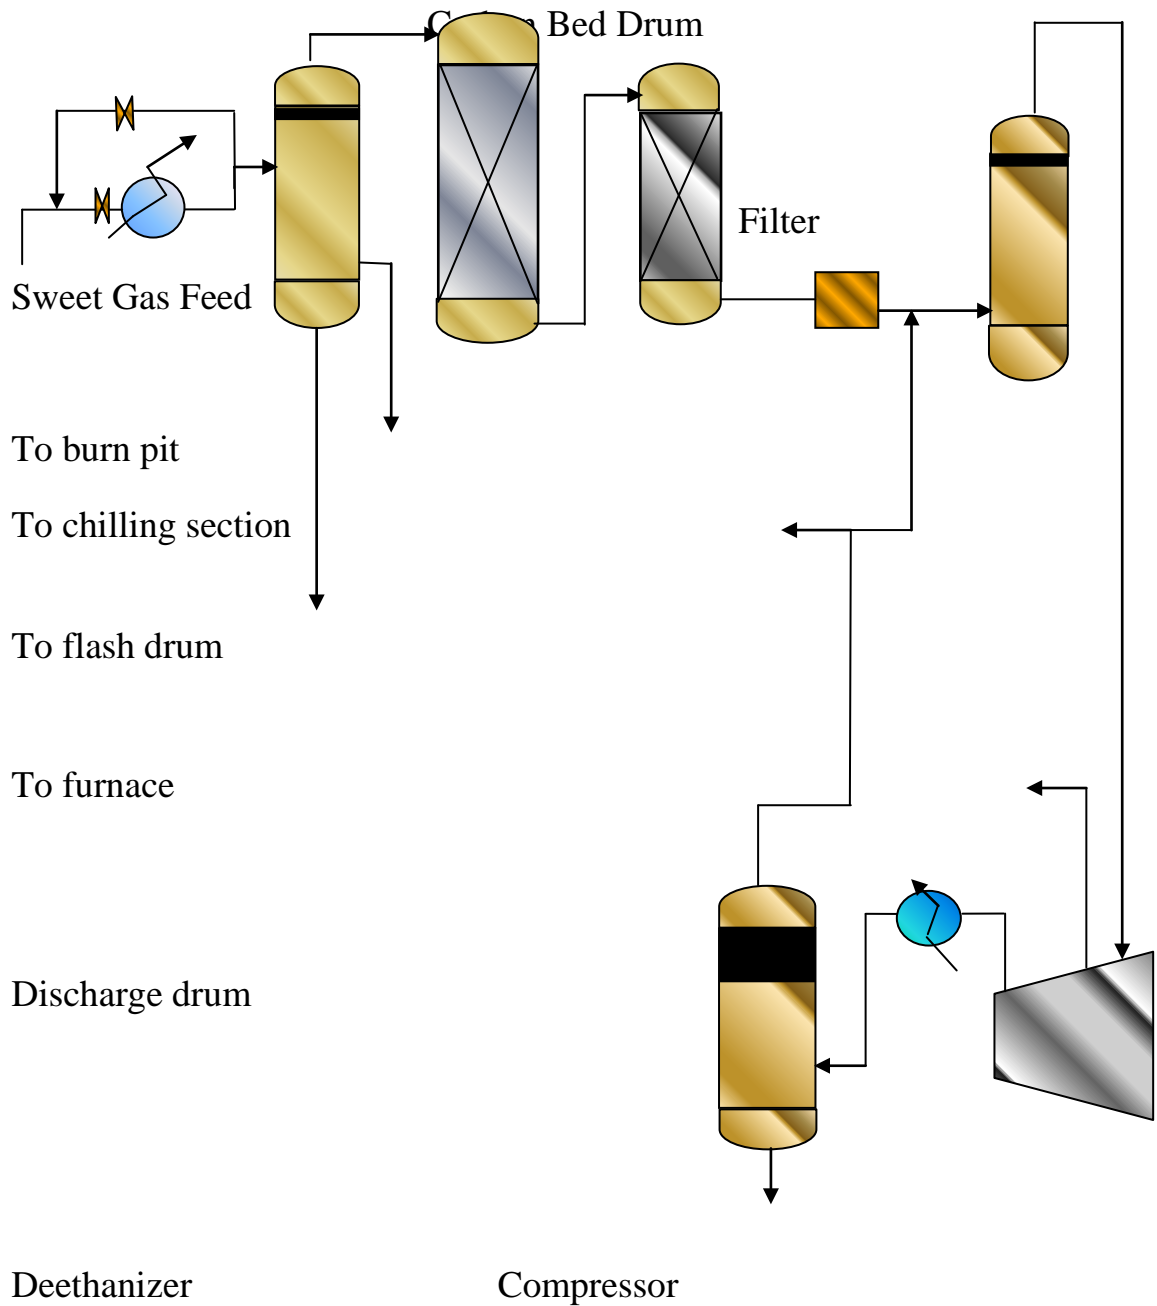 Bed Drum
Filter
Sweet Gas Feed
To burn pit
To chilling section
To flash drum
To furnace
Discharge drum
Deethanizer Compressor